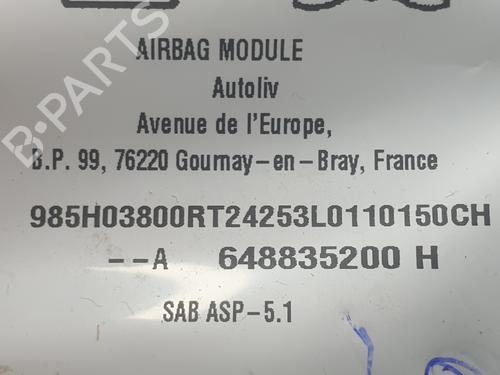 AIRBAG MODULE
Autoliv
Avenue de l'Europe,
B.P. 99, 76220 Gournay-en-Bray, France
985H03800RT24253L0110150CH
--A 648835200 H
SAB ASP-5.1
B-PARTS